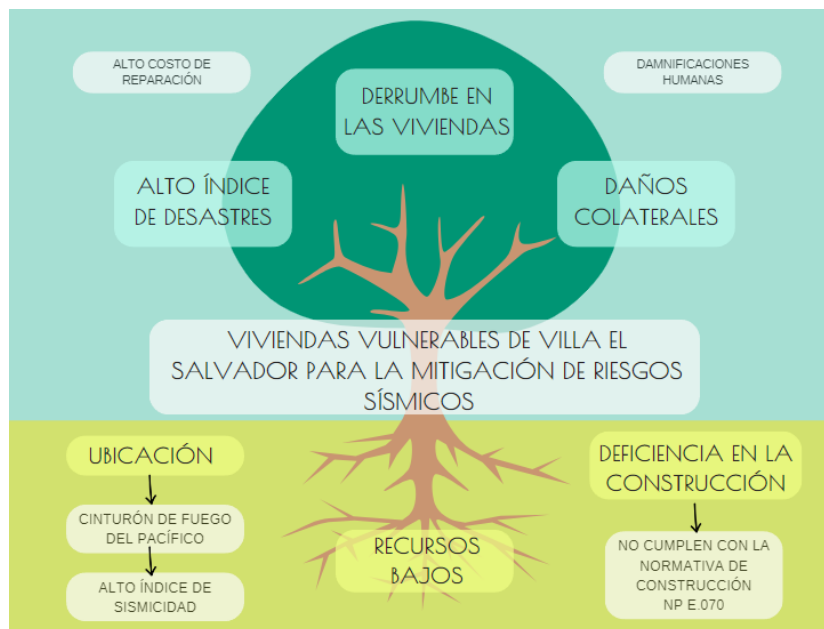 ALTO COSTO DE
REPARACIÓN
DERRUMBE EN
LAS VIVIENDAS
DAMNIFICACIONES
HUMANAS
ALTO ÍNDICE
DE DESASTRES
DAÑOS
COLATERALES
VIVIENDAS VULNERABLES DE VILLA EL
SALVADOR PARA LA MITIGACIÓN DE RIESGOS
SÍSMICOS
UBICACIÓN
CINTURÓN DE FUEGO
DEL PACÍFICO
ALTO ÍNDICE DE
SISMICIDAD
RECURSOS
BAJOS
DEFICIENCIA EN LA
CONSTRUCCIÓN
NO CUMPLEN CON LA
NORMATIVA DE
CONSTRUCCIÓN
NP E.070